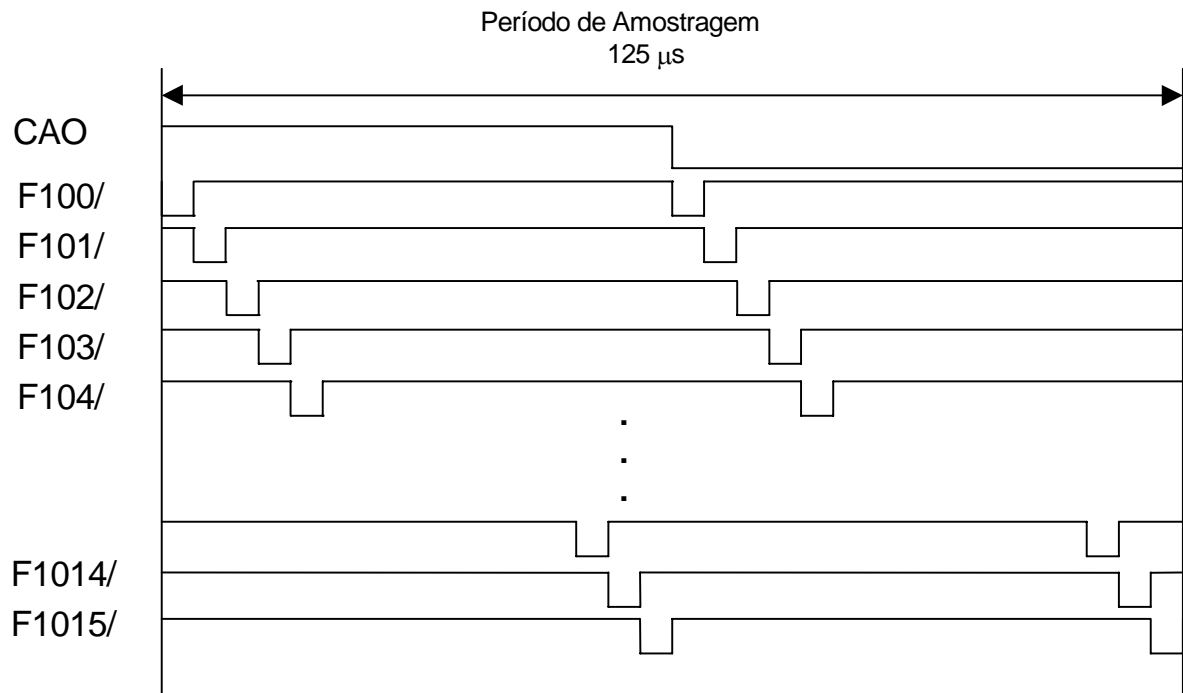 Período de Amostragem
125 μs
CAO
F100/
F101/
F102/
F103/
F104/
F1014/
F1015/